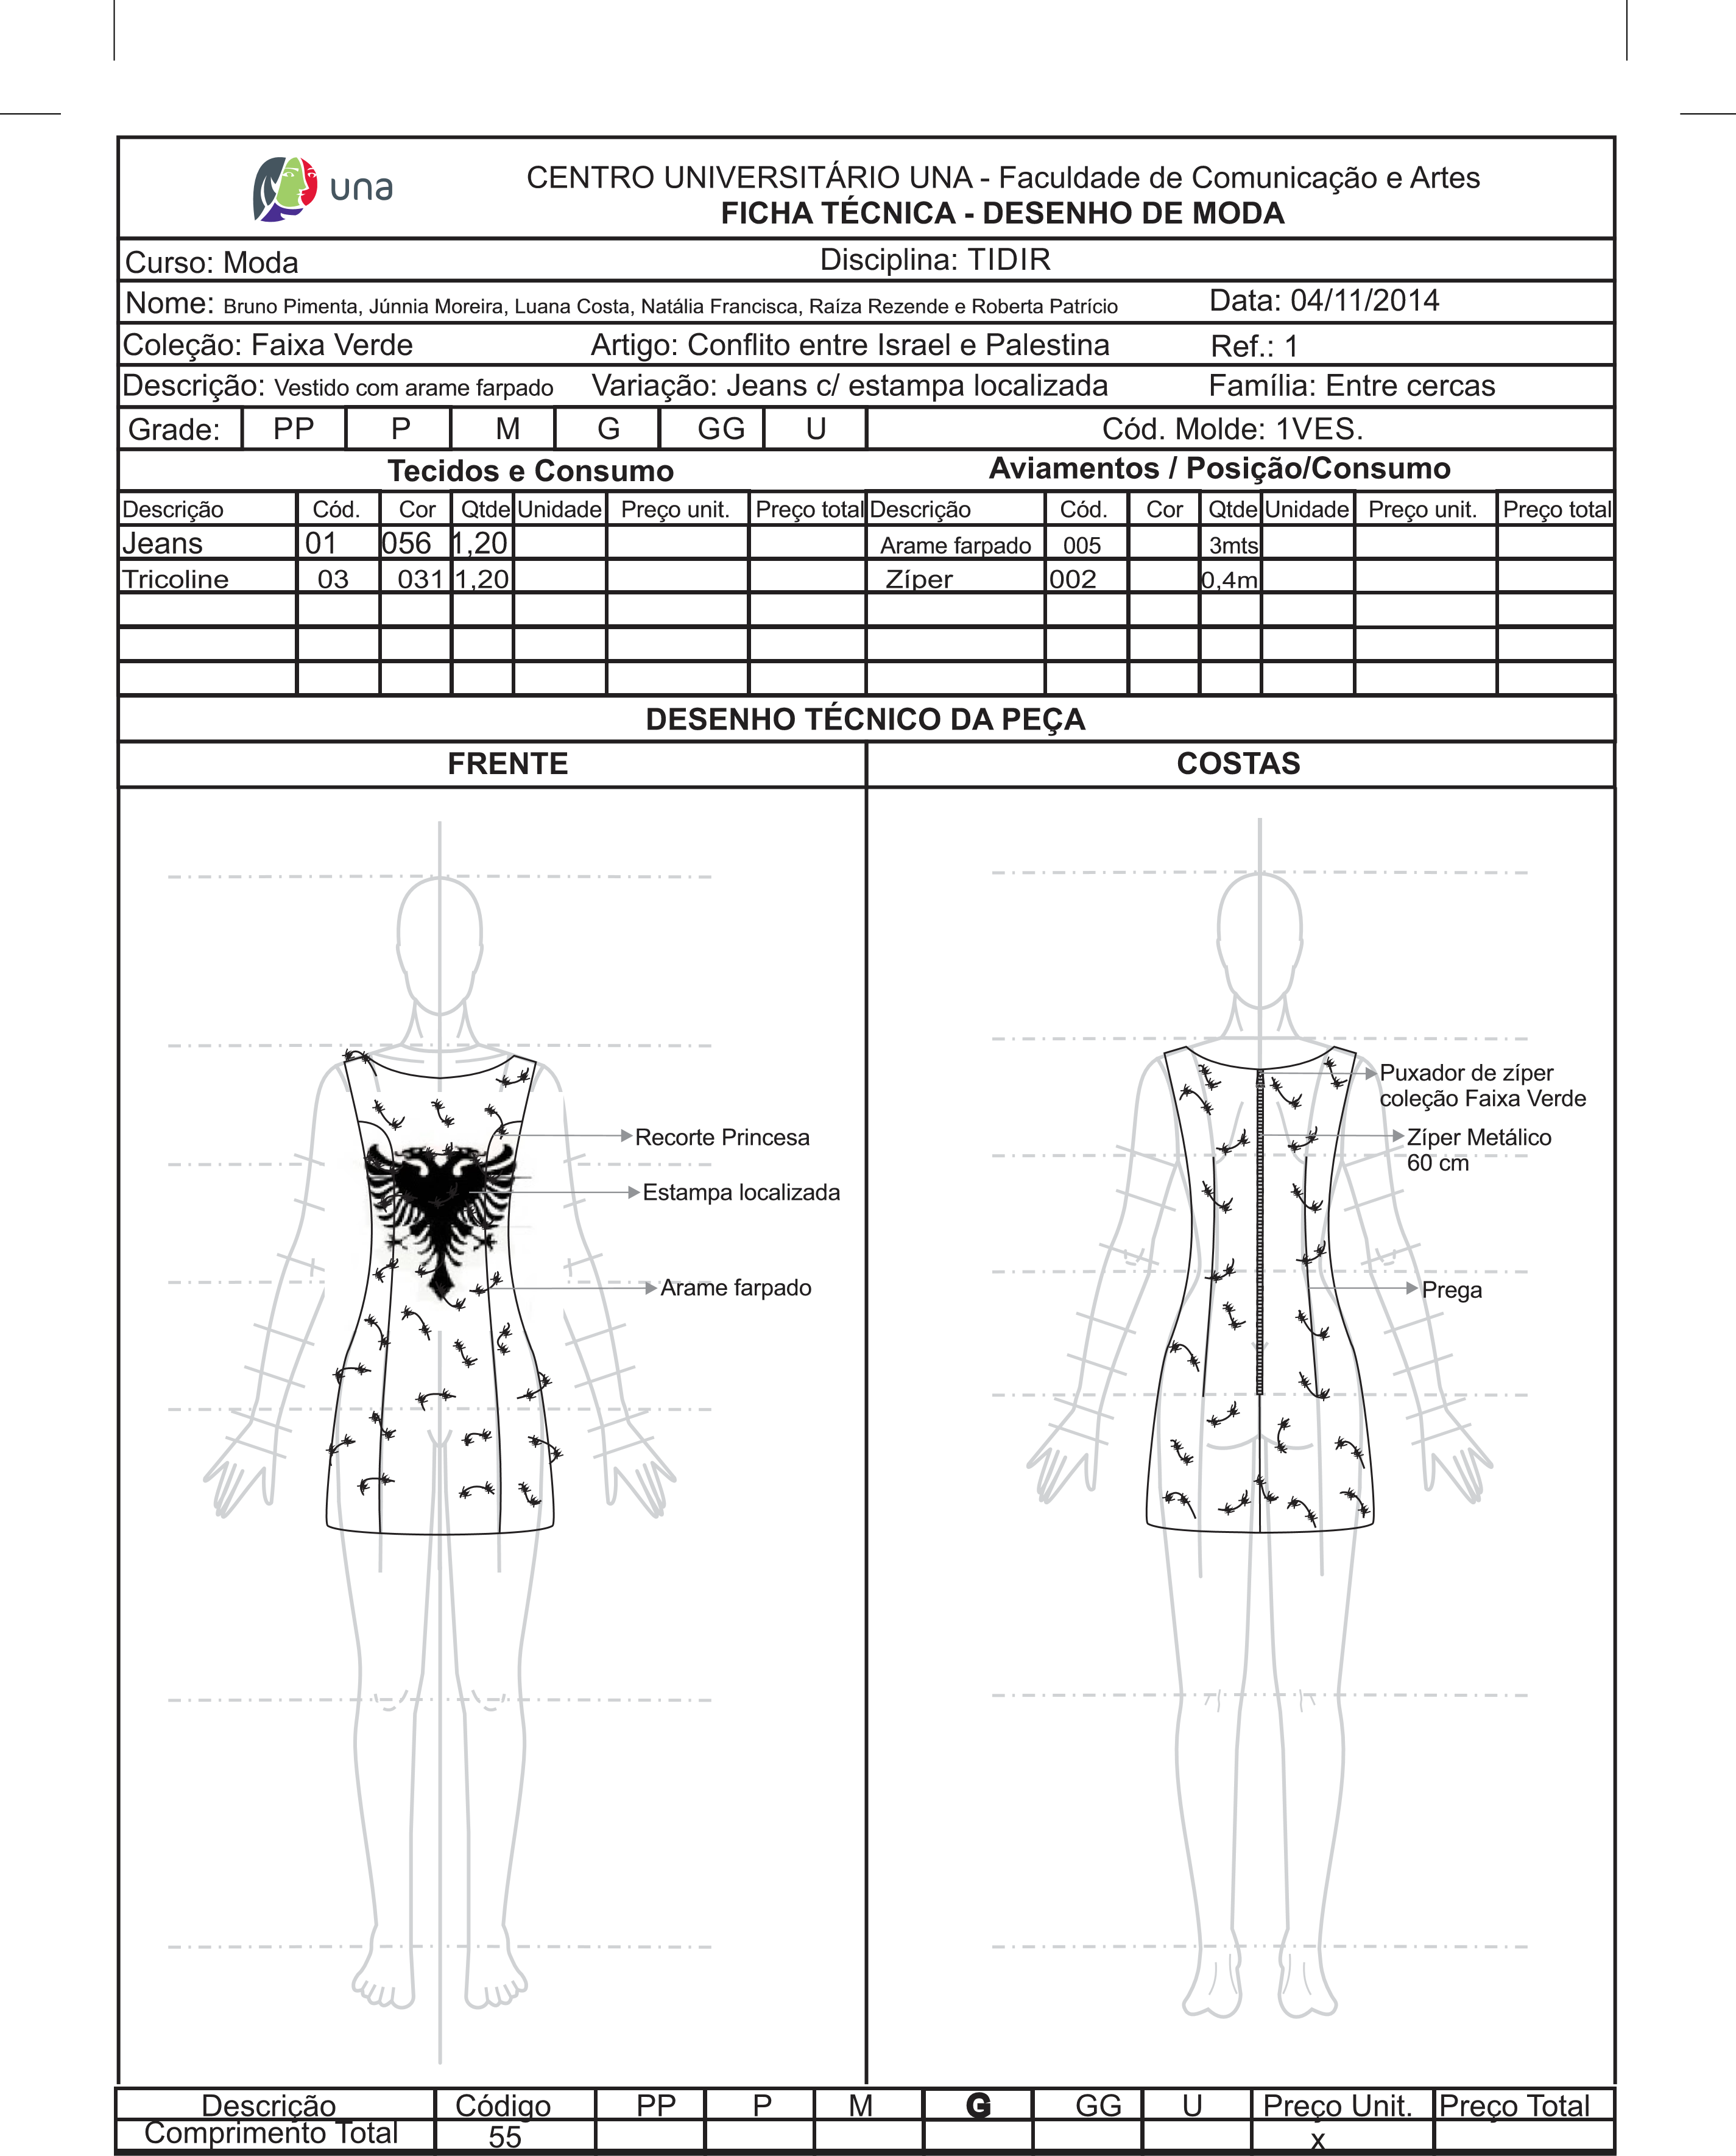 una
CENTRO UNIVERSITÁRIO UNA - Faculdade de Comunicação e Artes
FICHA TÉCNICA - DESENHO DE MODA
Curso: Moda Disciplina: TIDIR
Nome: Bruno Pimenta, Júnnia Moreira, Luana Costa, Natália Francisca, Raíza Rezende e Roberta Patrício Data: 04/11/2014
Coleção: Faixa Verde Artigo: Conflito entre Israel e Palestina Ref.: 1
Descrição: Vestido com arame farpado Variação: Jeans c/ estampa localizada Família: Entre cercas
Grade: PP P M G GG U Cód. Molde: 1VES.
Tecidos e Consumo Aviamentos / Posição/Consumo
Descrição Cód. Cor Qtde Unidade Preço unit. Preço total Descrição Cód. Cor Qtde Unidade Preço unit. Preço total
Jeans 01 056 1,20 Arame farpado 005 3mts
Tricoline 03 031 1,20 Zíper 002 0,4m
DESENHO TÉCNICO DA PEÇA
FRENTE COSTAS
Recorte Princesa
Estampa localizada
Arame farpado
Puxador de zíper
coleção Faixa Verde
Zíper Metálico
60 cm
Prega
Descrição Código PP P M G GG U Preço Unit. Preço Total
Comprimento Total 55 x